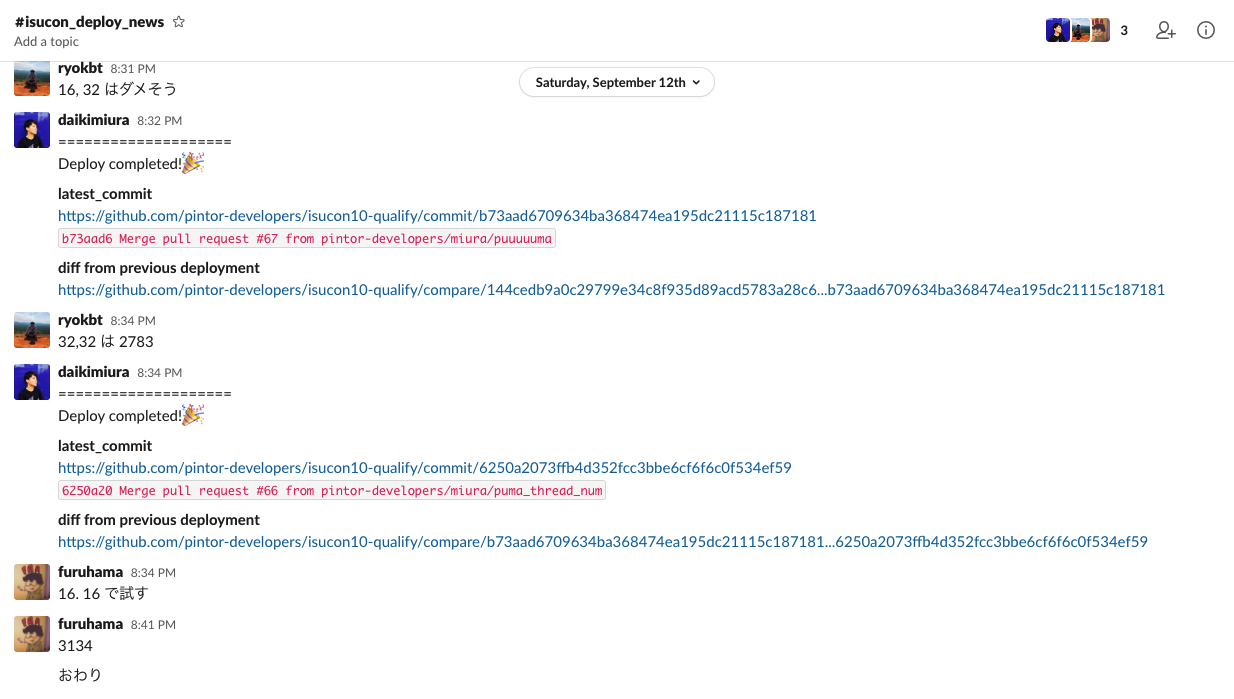 #isucon_deploy_news
Add a topic
3
Saturday, September 12th
ryokbt 8:31 PM
16, 32 はダメそう
daikimiura 8:32 PM
====================
Deploy completed!
latest_commit
https://github.com/pintor-developers/isucon10-qualify/commit/b73aad6709634ba368474ea195dc21115c187181
b73aad6 Merge pull request #67 from pintor-developers/miura/puuuuuma
diff from previous deployment
https://github.com/pintor-developers/isucon10-qualify/compare/144cedb9a0c29799e34c8f935d89acd5783a28c6...b73aad6709634ba368474ea195dc21115c187181
ryokbt 8:34 PM
32,32 は 2783
daikimiura 8:34 PM
====================
Deploy completed!
latest_commit
https://github.com/pintor-developers/isucon10-qualify/commit/6250a2073ffb4d352fcc3bbe6cf6f6c0f534ef59
6250a20 Merge pull request #66 from pintor-developers/miura/puma_thread_num
diff from previous deployment
https://github.com/pintor-developers/isucon10-qualify/compare/b73aad6709634ba368474ea195dc21115c187181...6250a2073ffb4d352fcc3bbe6cf6f6c0f534ef59
furuhama 8:34 PM
16. 16 で試す
furuhama 8:41 PM
3134
おわり